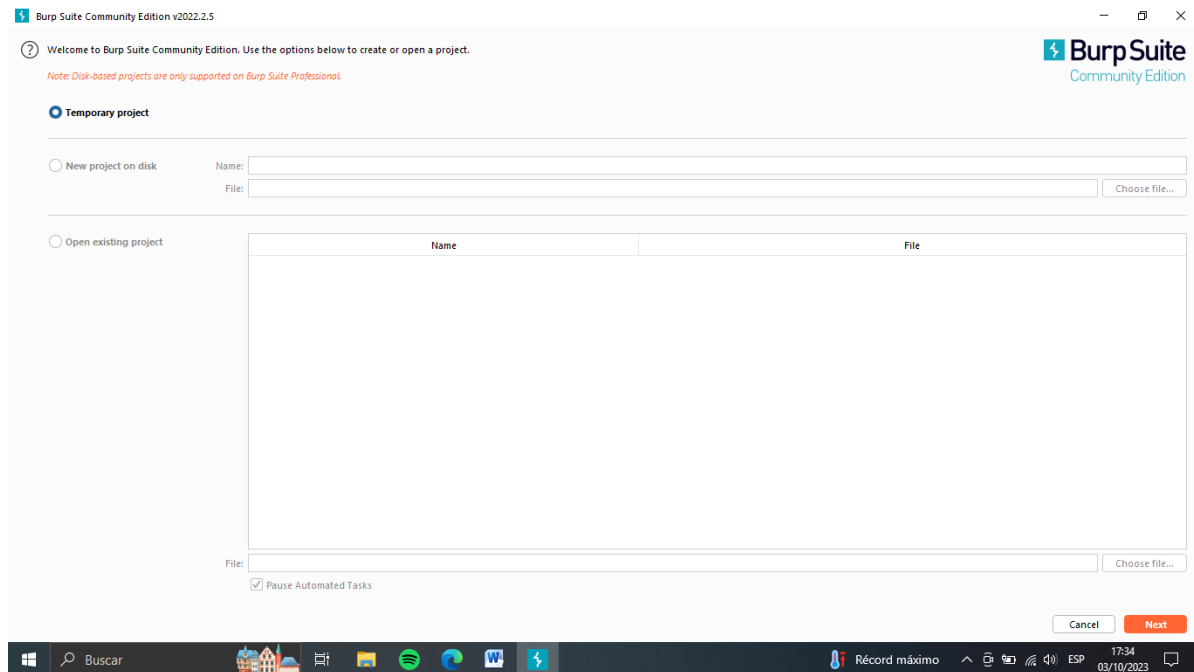 Burp Suite Community Edition v2022.2.5
Welcome to Burp Suite Community Edition. Use the options below to create or open a project.
Note: Disk-based projects are only supported on Burp Suite Professional.
Burp Suite
Community Edition
Temporary project
New project on disk Name:
File: Choose file...
Open existing project Name File
File: Choose file...
Pause Automated Tasks
Cancel Next
Buscar Récord máximo ESP 17:34
03/10/2023